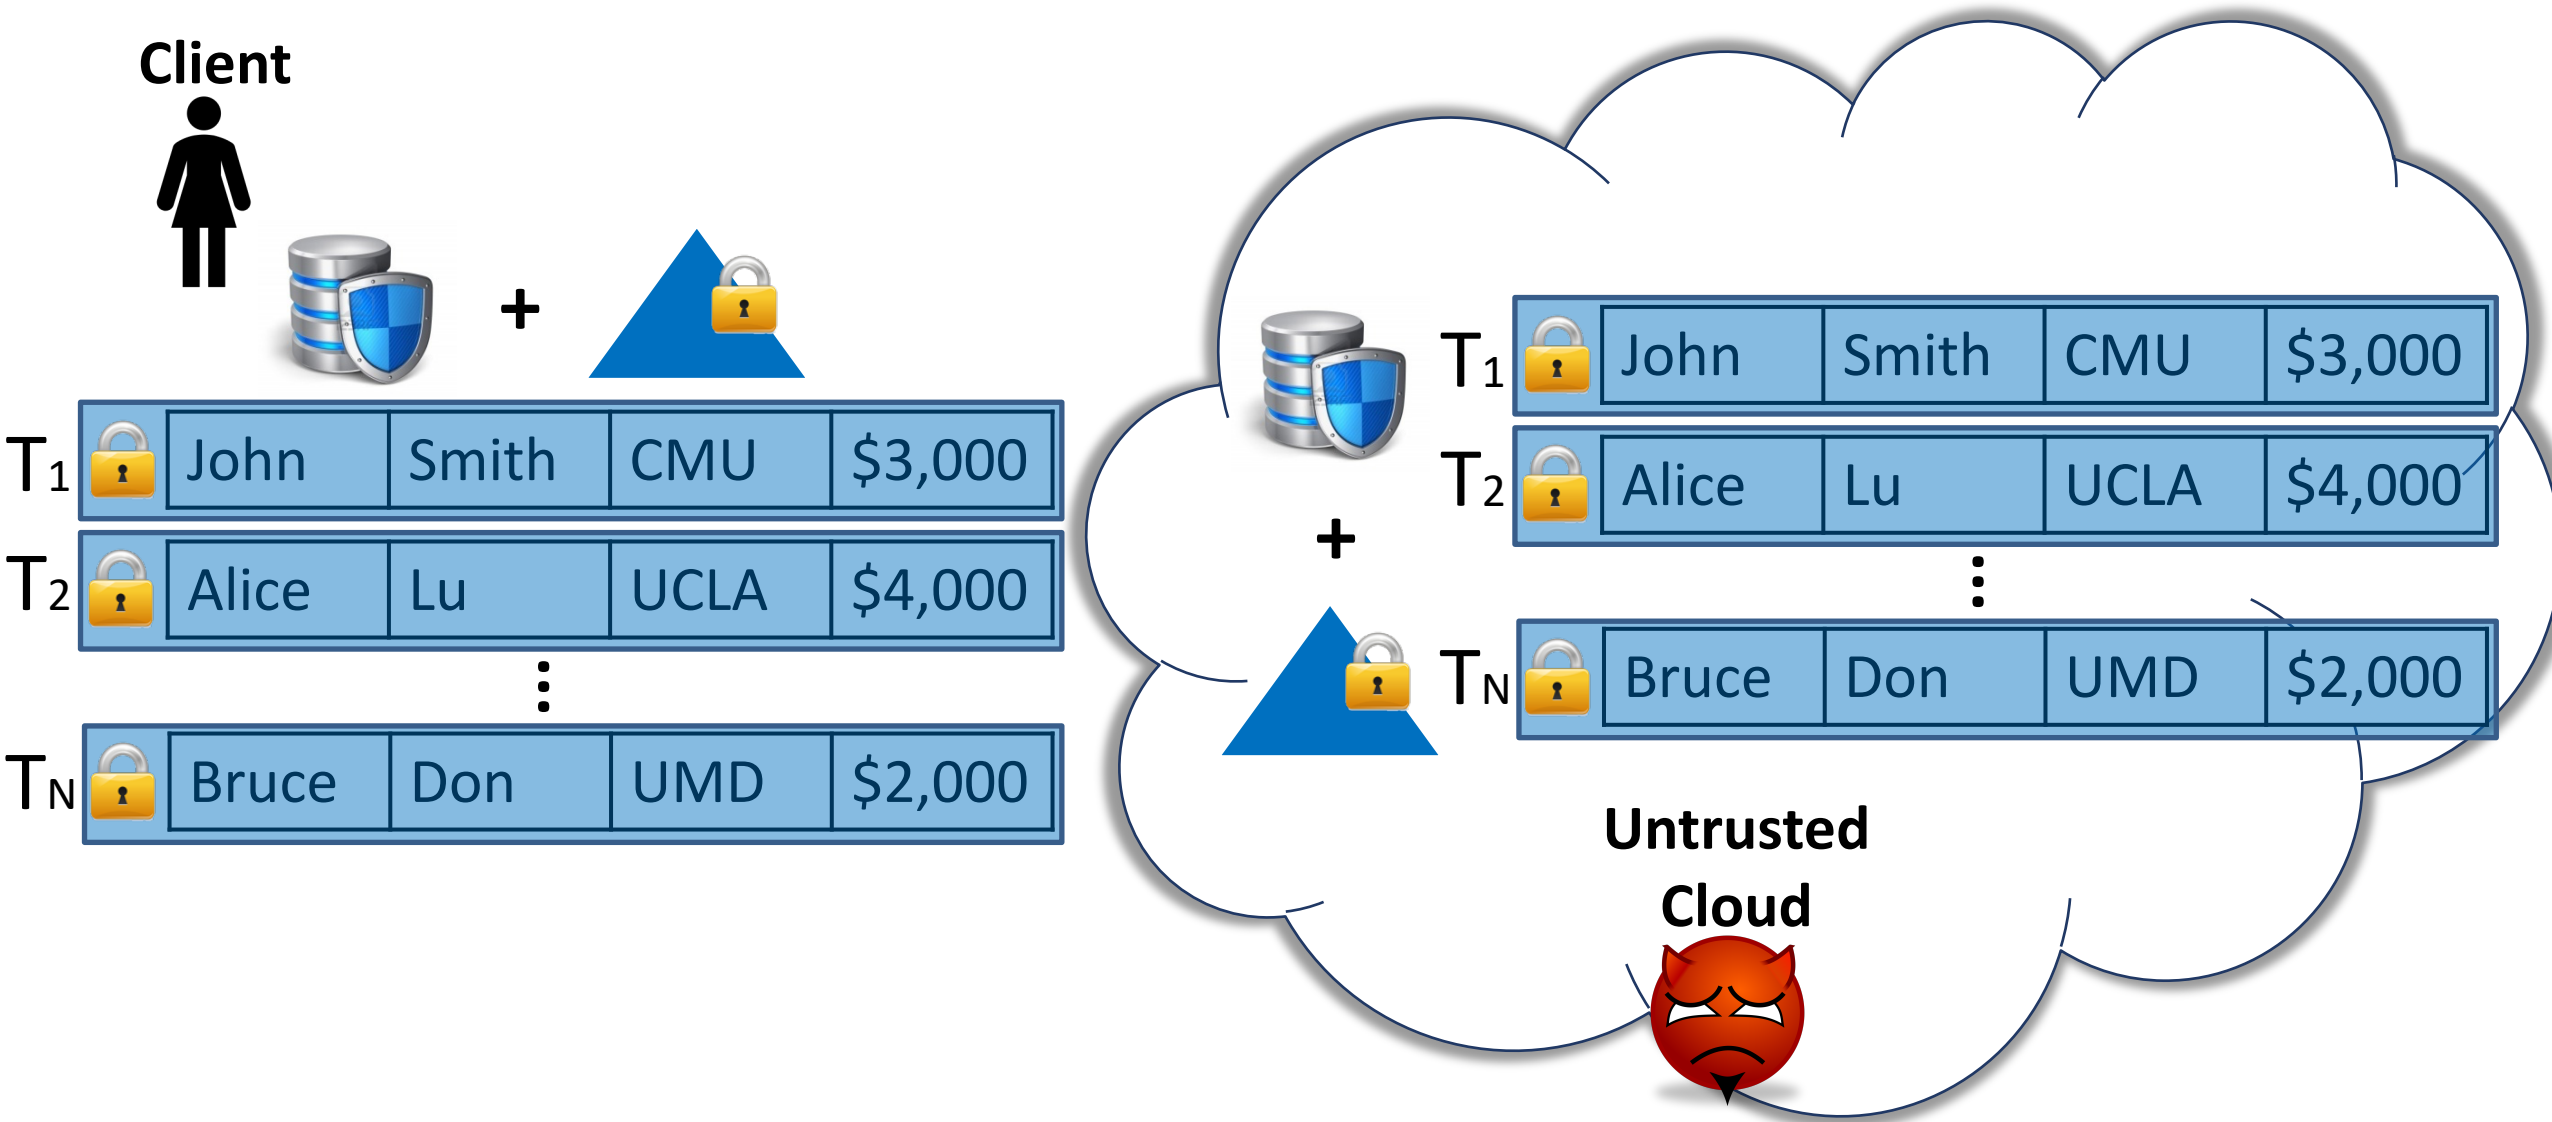 Client
+
T1 John Smith CMU $3,000
T2 Alice Lu UCLA $4,000
⋮
TN Bruce Don UMD $2,000
T1 John Smith CMU $3,000
T2 Alice Lu UCLA $4,000
+
⋮
TN Bruce Don UMD $2,000
Untrusted
Cloud